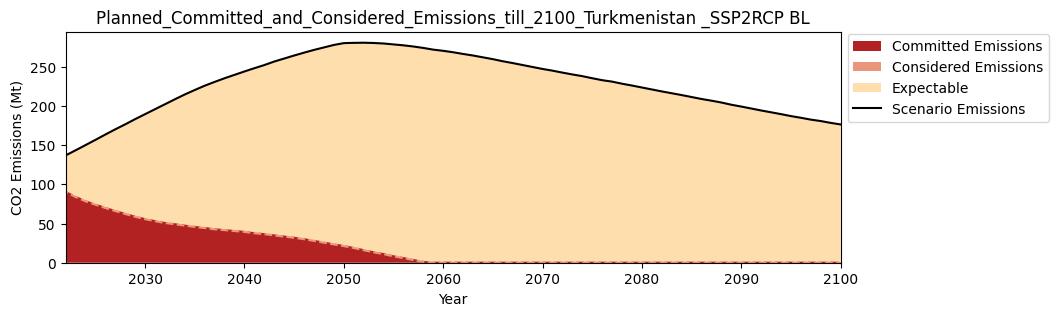 Planned_Committed_and_Considered_Emissions_till_2100_Turkmenistan _SSP2RCP BL
Committed Emissions
Considered Emissions
Expectable
Scenario Emissions
CO2 Emissions (Mt)
250
200
150
100
50
0
2030 2040 2050 2060 2070 2080 2090 2100
Year